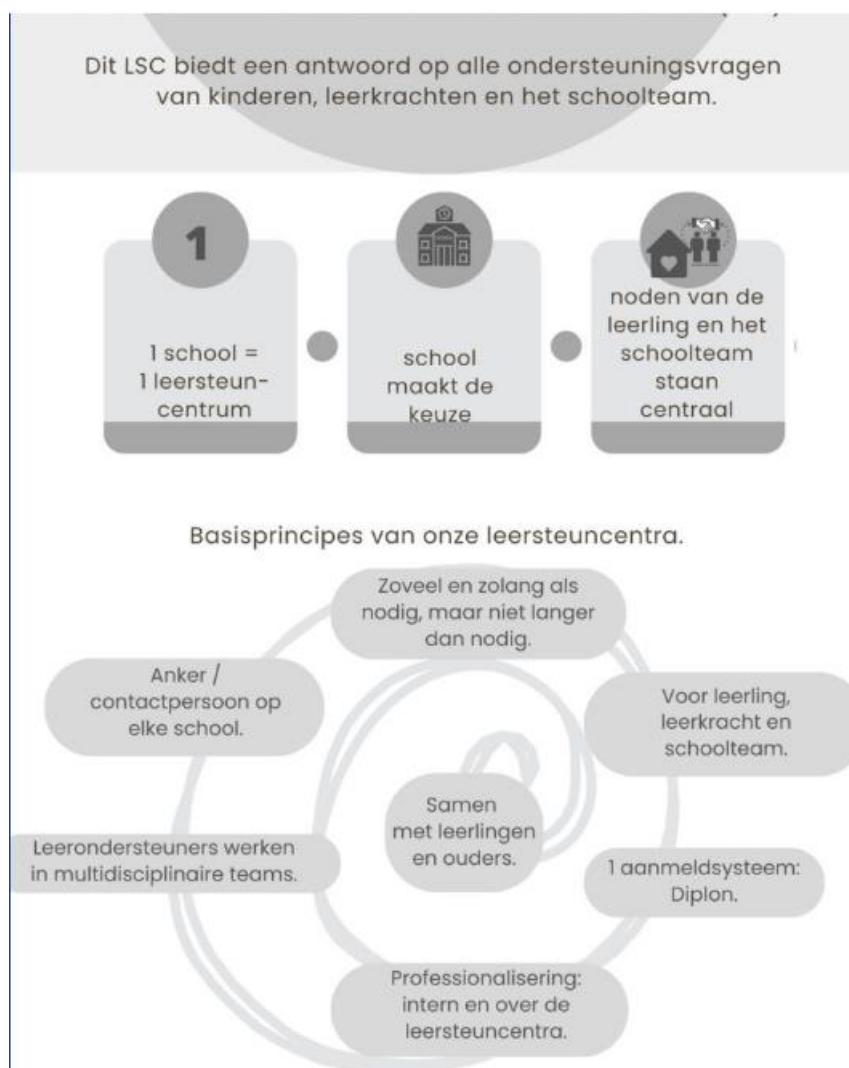 Dit LSC biedt een antwoord op alle ondersteuningsvragen
van kinderen, leerkrachten en het schoolteam.
1
1 school =
1 leersteun-
centrum
school
maakt de
keuze
noden van de
leerling en het
schoolteam
staan
centraal
Basisprincipes van onze leersteuncentra.
Zoveel en zolang als
nodig, maar niet langer
dan nodig.
Anker /
contactpersoon op
elke school.
Voor leerling,
leerkracht en
schoolteam.
Samen
met leerlingen
en ouders.
Leerondersteuners werken
in multidisciplinaire teams.
1 aanmeldsysteem:
Diplon.
Professionalisering:
intern en over de
leersteuncentra.